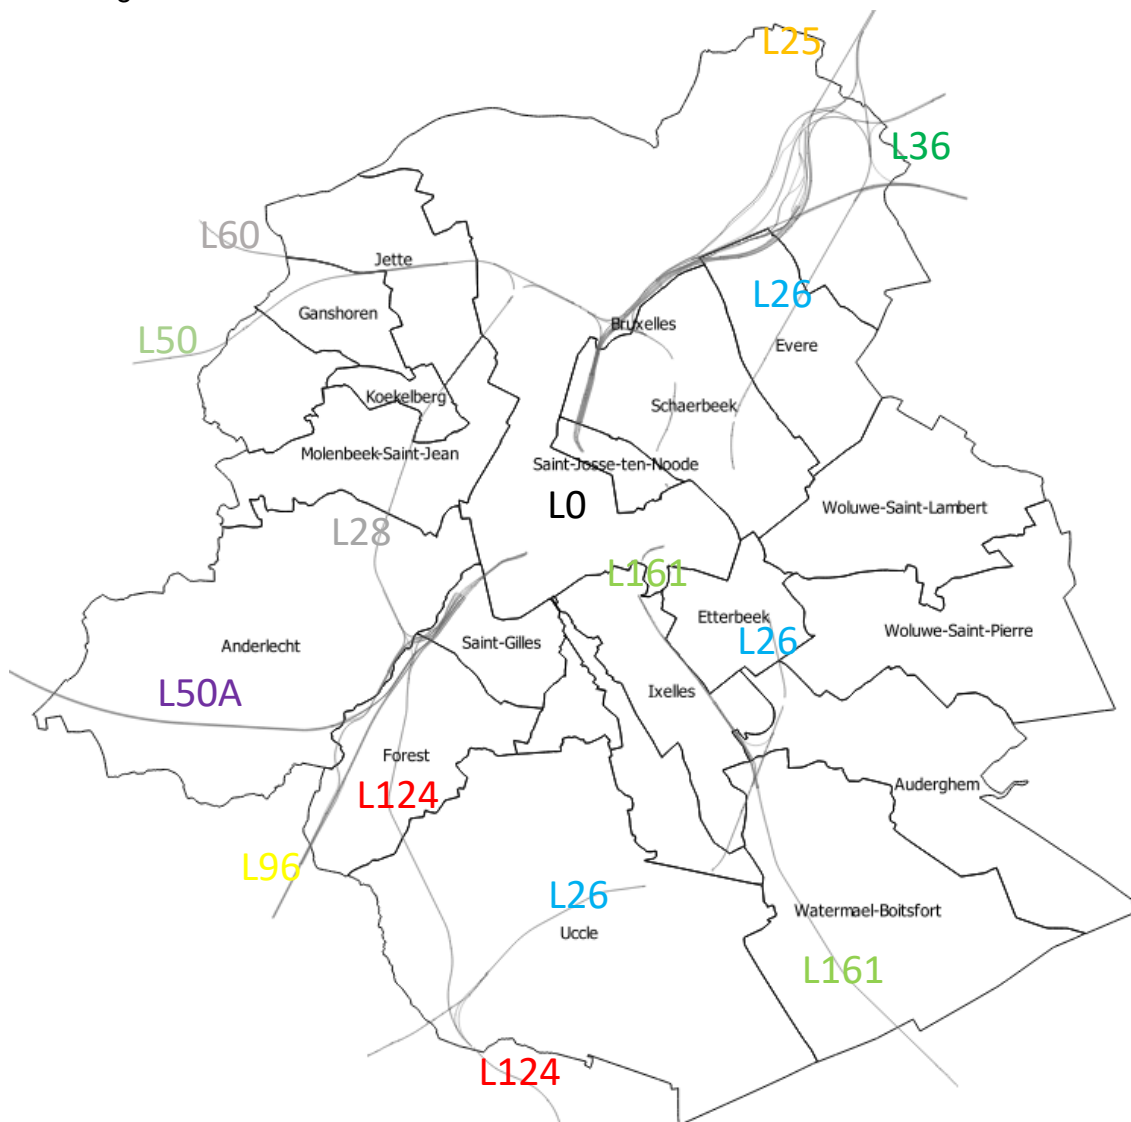 g
L25
L36
L60
Jette
L26
Ganshoren
Bruxelles
L50
Evere
Koekelberg
Schaerbeek
Molenbeek-Saint-Jean
Saint-Josse-ten-Noode
L0
Woluwe-Saint-Lambert
L28
L161
Etterbeek
L26
Woluwe-Saint-Pierre
Anderlecht
Saint-Gilles
L50A
Ixelles
Forest
Auderghem
L124
L96
L26
Watermael-Boitsfort
Uccle
L161
L124